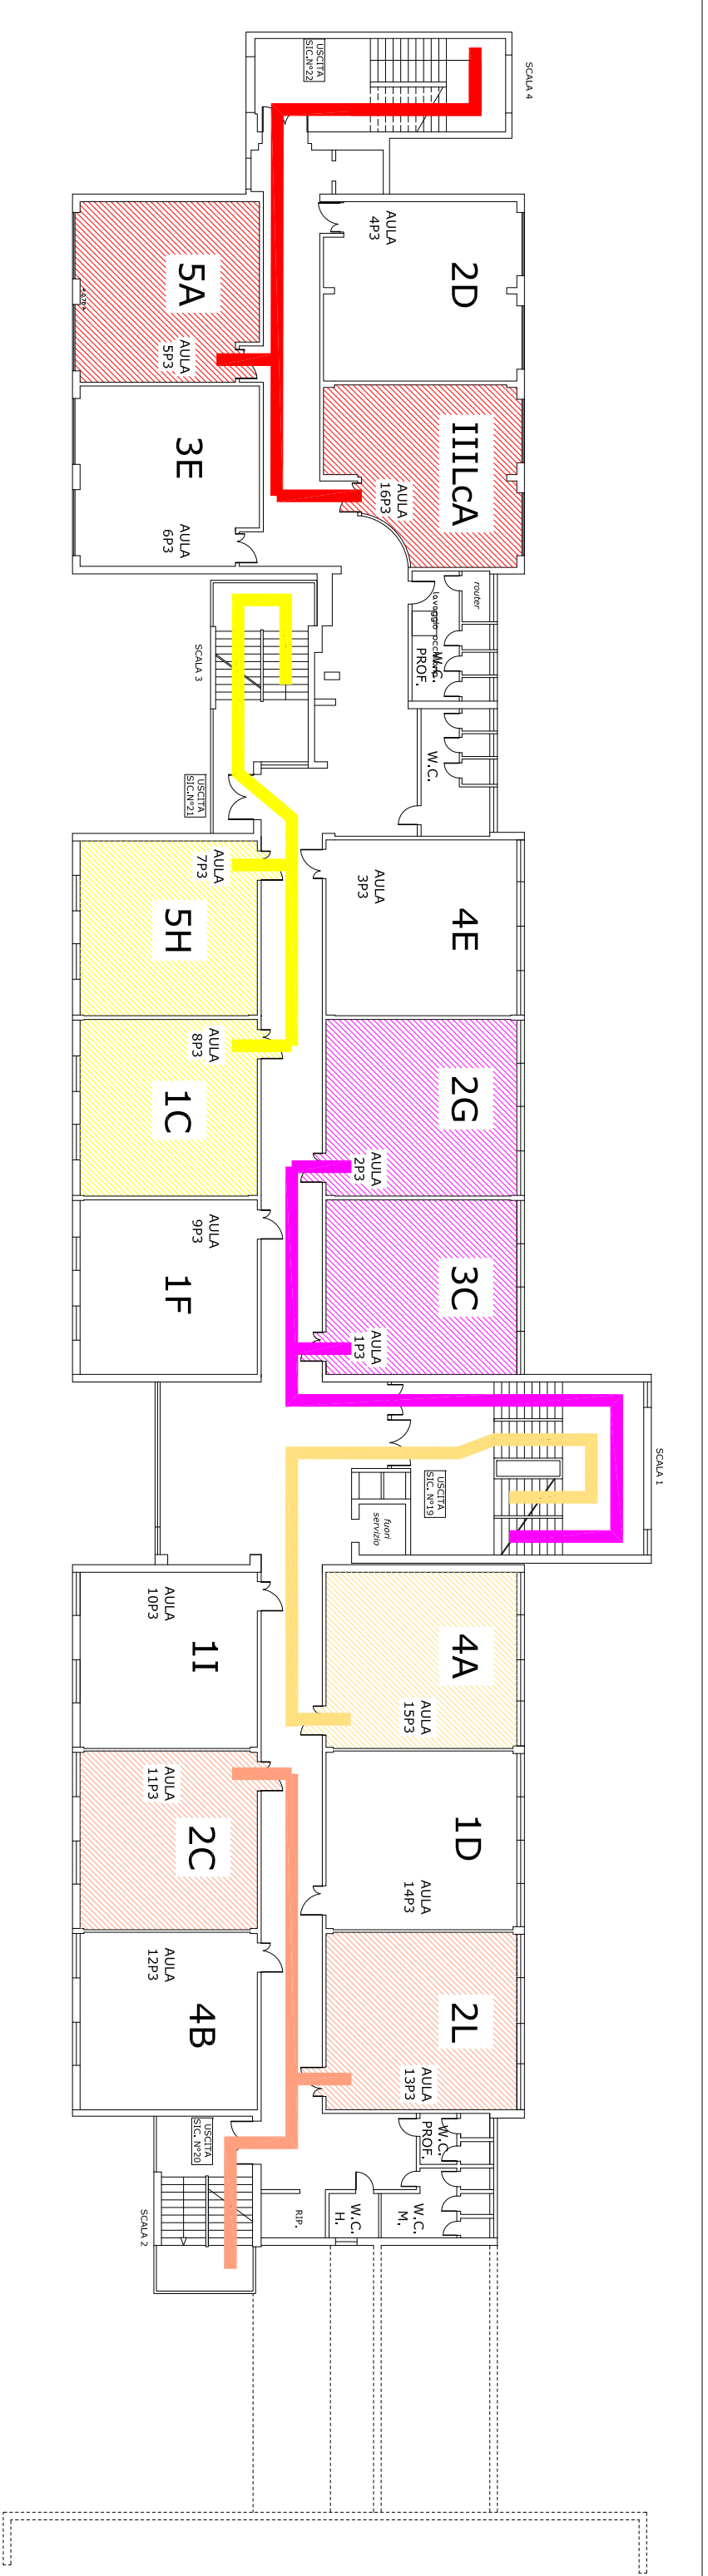 SCALA 4
USCITA
SIC.N°22
2D
AULA
4P3
5A
AULA
5P3
IIILcA
AULA
16P3
3E
AULA
6P3
router
lavaggio occhi
W.C.
PROF.
SCALA 3
W.C.
USCITA
SIC.N°21
AULA
7P3
5H
AULA
3P3
4E
AULA
8P3
1C
2G
AULA
2P3
AULA
9P3
1F
3C
AULA
1P3
SCALA 1
USCITA
SIC. N°19
fuori
servizio
AULA
10P3
1I
4A
AULA
15P3
AULA
11P3
2C
1D
AULA
14P3
AULA
12P3
4B
2L
AULA
13P3
USCITA
SIC. N°20
W.C.
PROF.
SCALA 2
RIP.
W.C.
H.
W.C.
M.